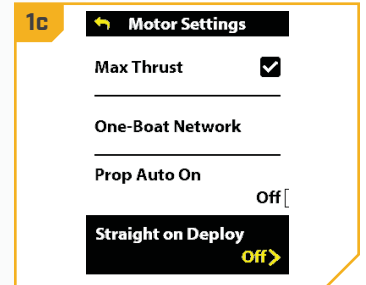 1c
Motor Settings
Max Thrust
One-Boat Network
Prop Auto On
Off
Straight on Deploy
Off>